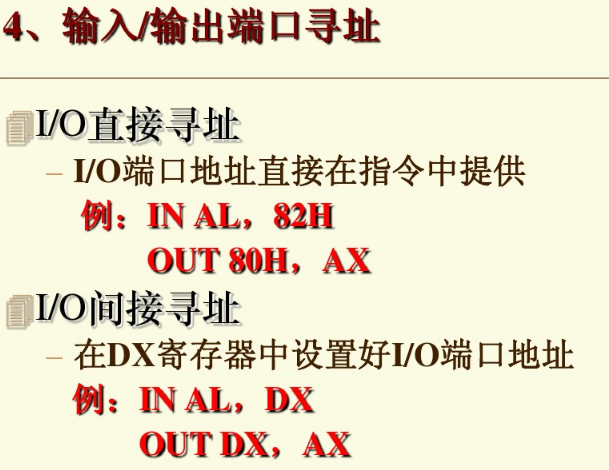 4、输入/输出端口寻址
I/O直接寻址
– I/O端口地址直接在指令中提供
例：IN AL，82H
OUT 80H，AX
I/O间接寻址
– 在DX寄存器中设置好I/O端口地址
例：IN AL，DX
OUT DX，AX